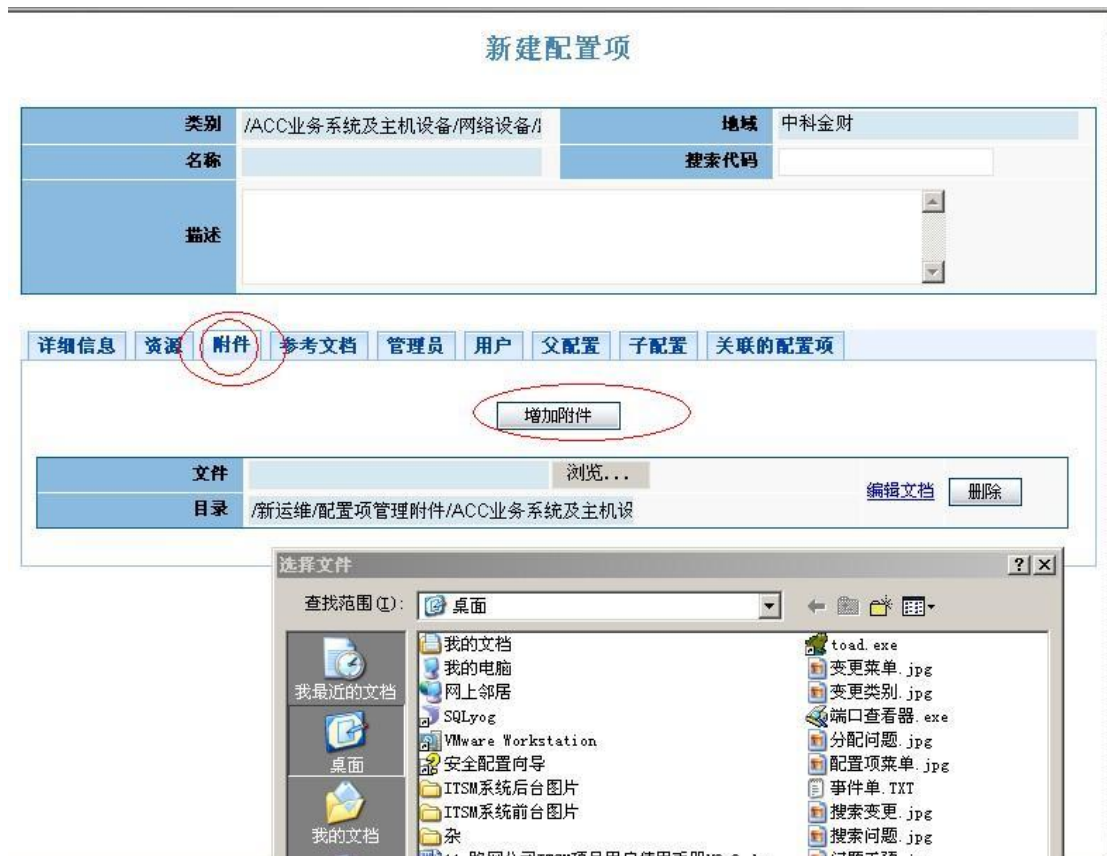 新建配置项
类别 /ACC业务系统及主机设备/网络设备/ 地域 中科金财
名称 搜索代码
描述
详细信息 资源 附件 参考文档 管理员 用户 父配置 子配置 关联的配置项
增加附件
文件 浏览... 编辑文档 删除
目录 /新运维/配置项管理附件/ACC业务系统及主机设
选择文件
查找范围(I): 桌面
我最近的文档
桌面
我的文档
我的文档
我的电脑
网上邻居
SQLyog
VMware Workstation
安全配置向导
ITSM系统后台图片
ITSM系统前台图片
杂
toad.exe
变更菜单.jpg
变更类别.jpg
端口查看器.exe
分配问题.jpg
配置项菜单.jpg
事件单.TXT
搜索变更.jpg
搜索问题.jpg